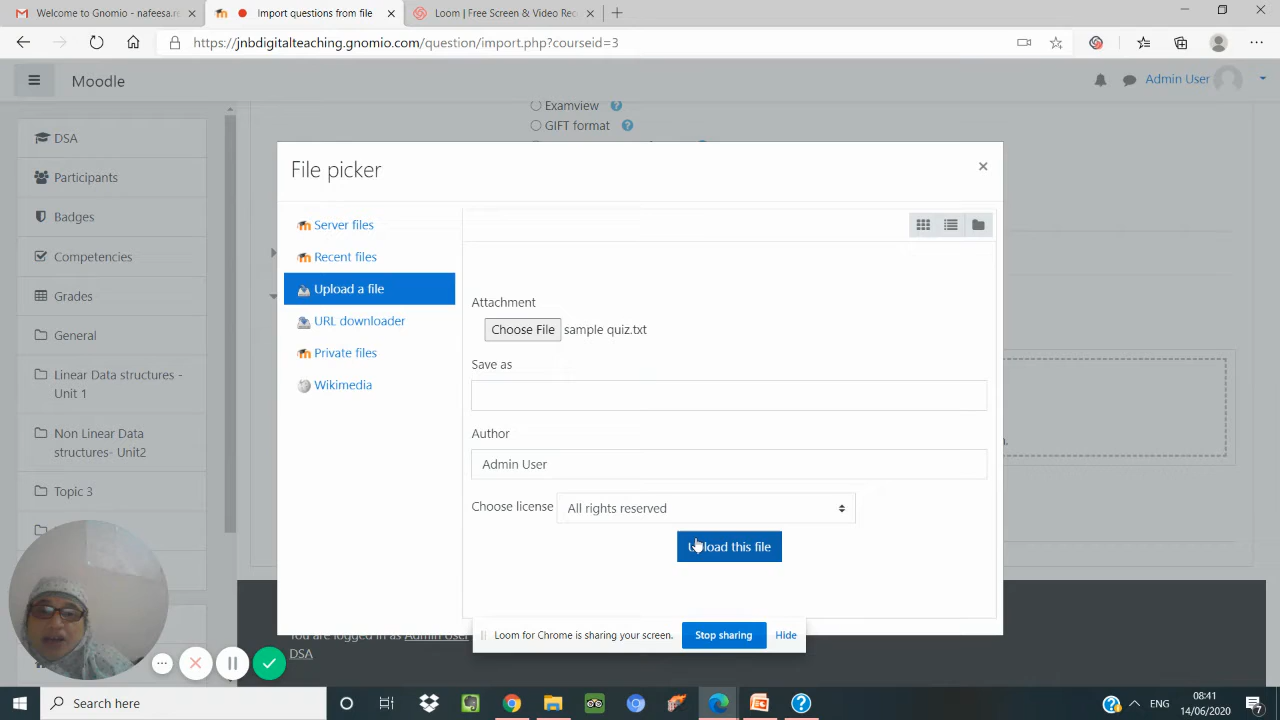 Welcome to Gnomio - nafeesa.re
Import questions from file
Loom | Free Screen & Video Rec
https://jnbdigitalteaching.gnomio.com/question/import.php?courseid=3
Moodle
Admin User
DSA
Participants
Badges
Competencies
Grades
General
Linear Data structures -
Unit 1
Non Linear Data
structures- Unit2
Topic 3
Examview
GIFT format
File picker
Server files
Recent files
Upload a file
URL downloader
Private files
Wikimedia
Attachment
Choose File sample quiz.txt
Save as
Author
Admin User
Choose license All rights reserved
Upload this file
Loom for Chrome is sharing your screen. Stop sharing Hide
You are logged in as Admin User
DSA
Search here
ENG
08:41
14/06/2020